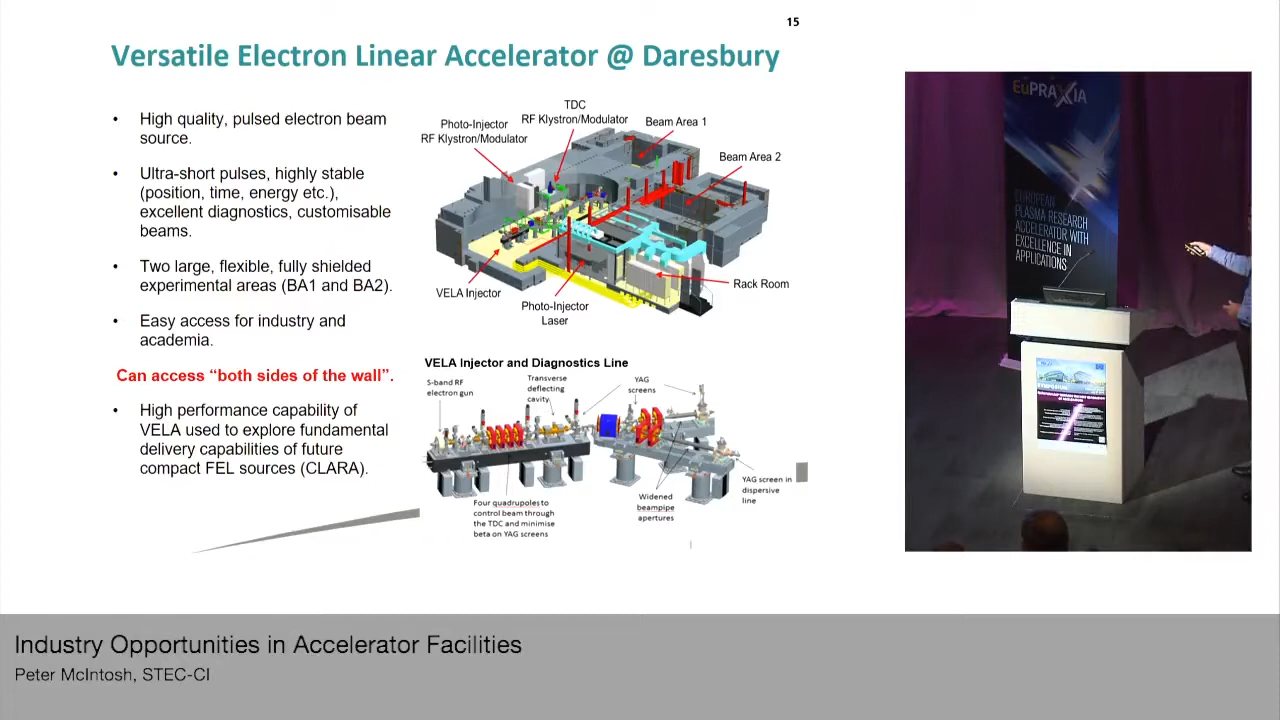 15
Versatile Electron Linear Accelerator @ Daresbury
• High quality, pulsed electron beam
source.
• Ultra-short pulses, highly stable
(position, time, energy etc.),
excellent diagnostics, customisable
beams.
• Two large, flexible, fully shielded
experimental areas (BA1 and BA2).
• Easy access for industry and
academia.
Can access “both sides of the wall”.
• High performance capability of
VELA used to explore fundamental
delivery capabilities of future
compact FEL sources (CLARA).
TDC
RF Klystron/Modulator
Photo-Injector
RF Klystron/Modulator
Beam Area 1
Beam Area 2
Rack Room
VELA Injector
Photo-Injector
Laser
VELA Injector and Diagnostics Line
S-band RF
electron gun
Transverse
deflecting
cavity
YAG
screens
Four quadrupoles to
control beam through
the TDC and minimise
beta on YAG screens
Widened
beampipe
apertures
YAG screen in
dispersive
line
EuPRAXIA
EUROPEAN
PLASMA RESEARCH
ACCELERATOR WITH
EXCELLENCE IN
APPLICATIONS
SYMPOSIUM
Industry Opportunities in Accelerator Facilities
Peter McIntosh, STEC-CI